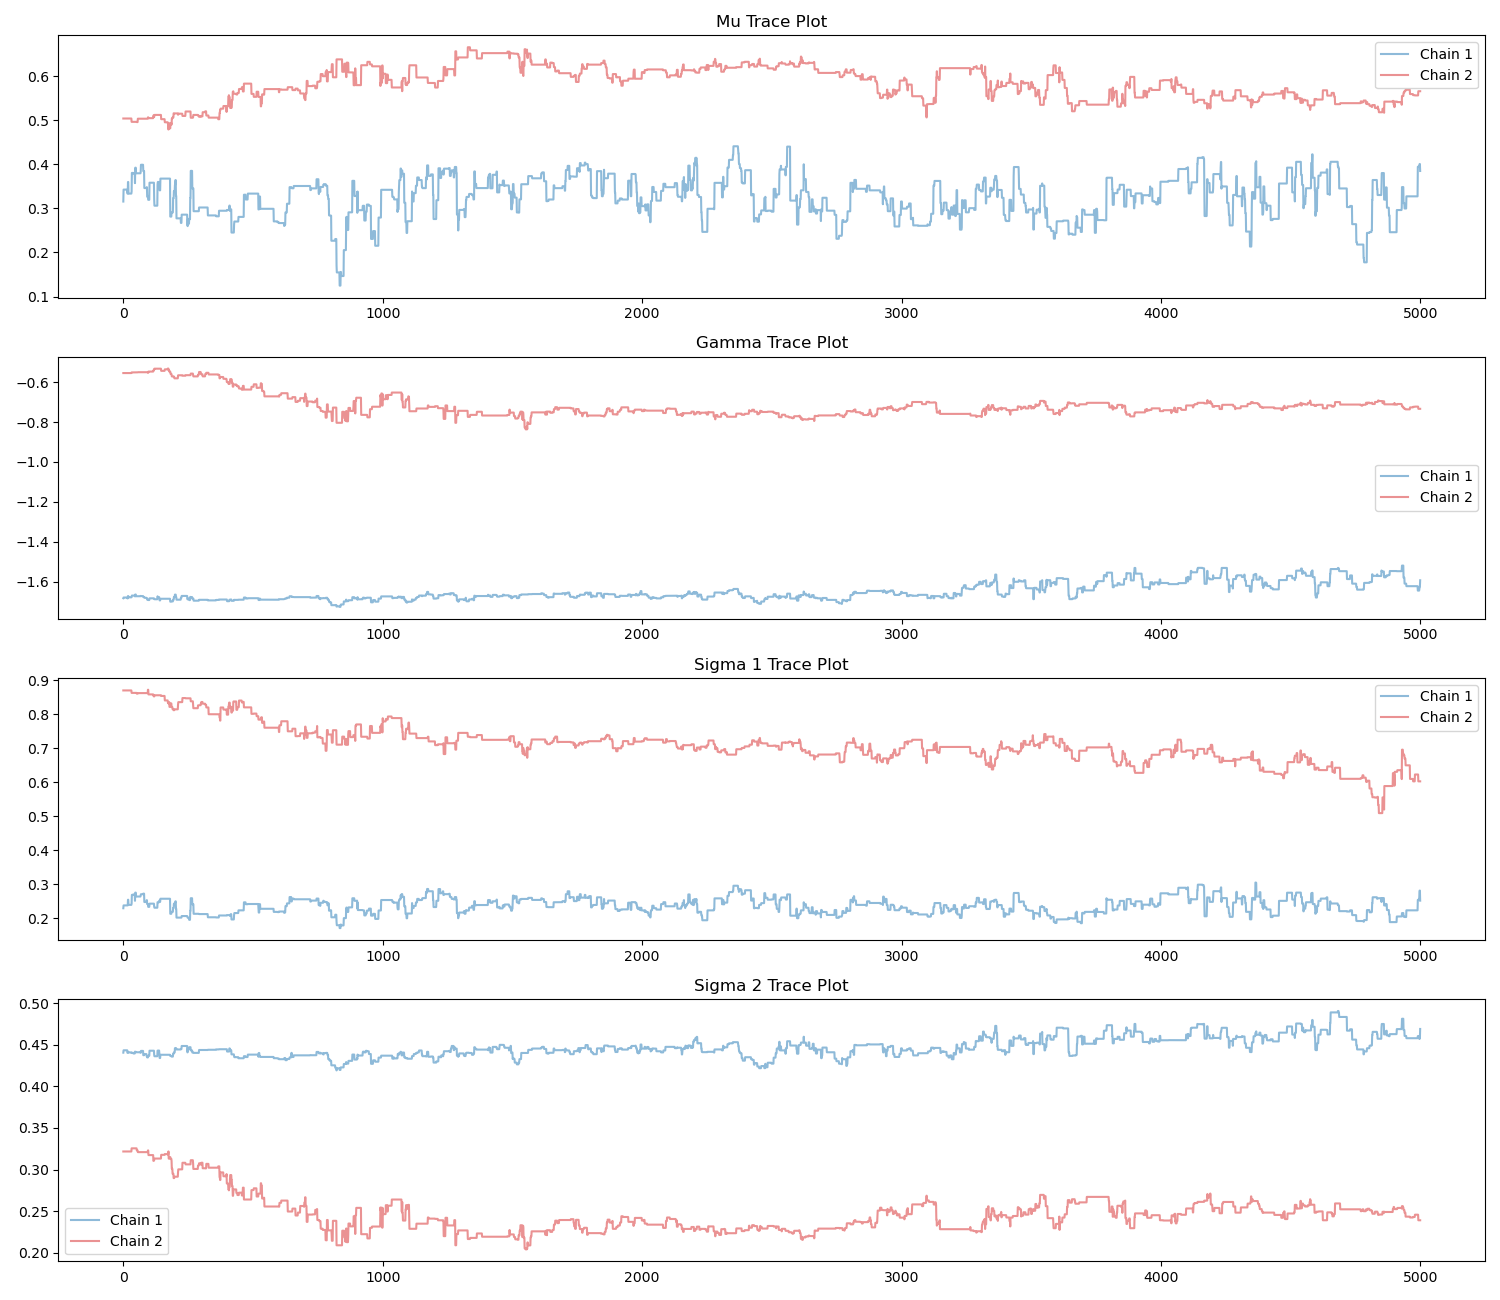 Mu Trace Plot
0.6
0.5
0.4
0.3
0.2
0.1
Chain 1
Chain 2
0 1000 2000 3000 4000 5000
Gamma Trace Plot
−0.6
−0.8
−1.0
−1.2
−1.4
−1.6
Chain 1
Chain 2
0 1000 2000 3000 4000 5000
Sigma 1 Trace Plot
0.9
0.8
0.7
0.6
0.5
0.4
0.3
0.2
Chain 1
Chain 2
0 1000 2000 3000 4000 5000
Sigma 2 Trace Plot
0.50
0.45
0.40
0.35
0.30
0.25
0.20
Chain 1
Chain 2
0 1000 2000 3000 4000 5000